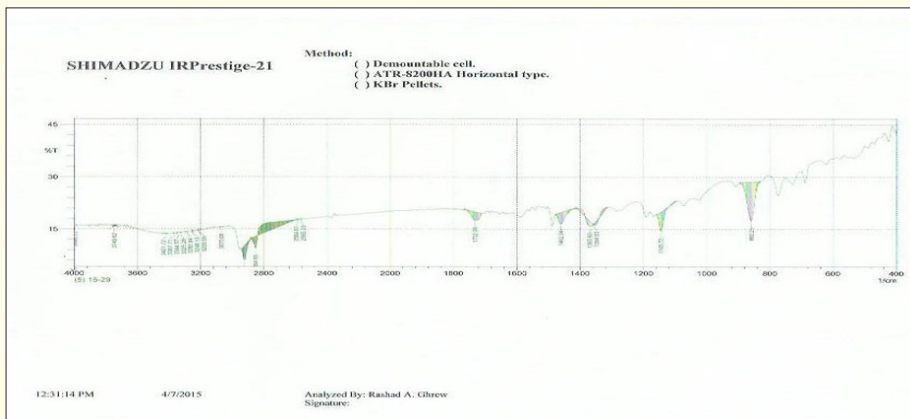 Method:
SHIMADZU IRPrestige-21
( ) Demountable cell.
( ) ATR-8200HA Horizontal type.
( ) KBr Pellets.
45
%T
30
15
4000 3600 3200 2800 2400 2000 1800 1600 1400 1200 1000 800 600 400
(S) 15-29
1/cm
12:31:14 PM 4/7/2015 Analyzed By: Rashad A. Ghrew
Signature: